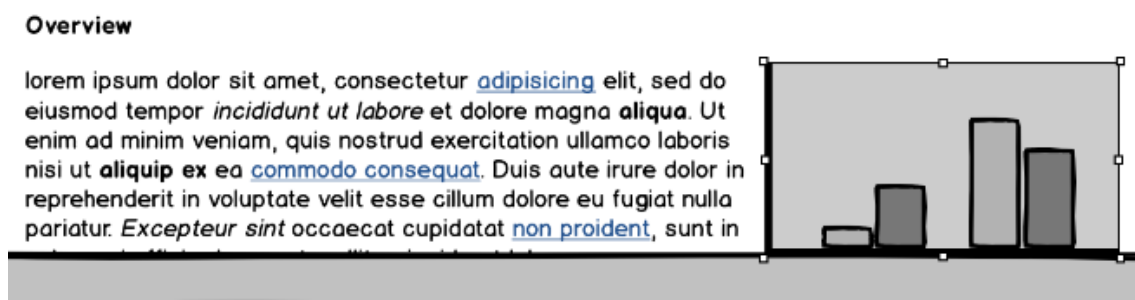 Overview
lorem ipsum dolor sit amet, consectetur adipisicing elit, sed do
eiusmod tempor incididunt ut labore et dolore magna aliqua. Ut
enim ad minim veniam, quis nostrud exercitation ullamco laboris
nisi ut aliquip ex ea commodo consequat. Duis aute irure dolor in
reprehenderit in voluptate velit esse cillum dolore eu fugiat nulla
pariatur. Excepteur sint occaecat cupidatat non proident, sunt in